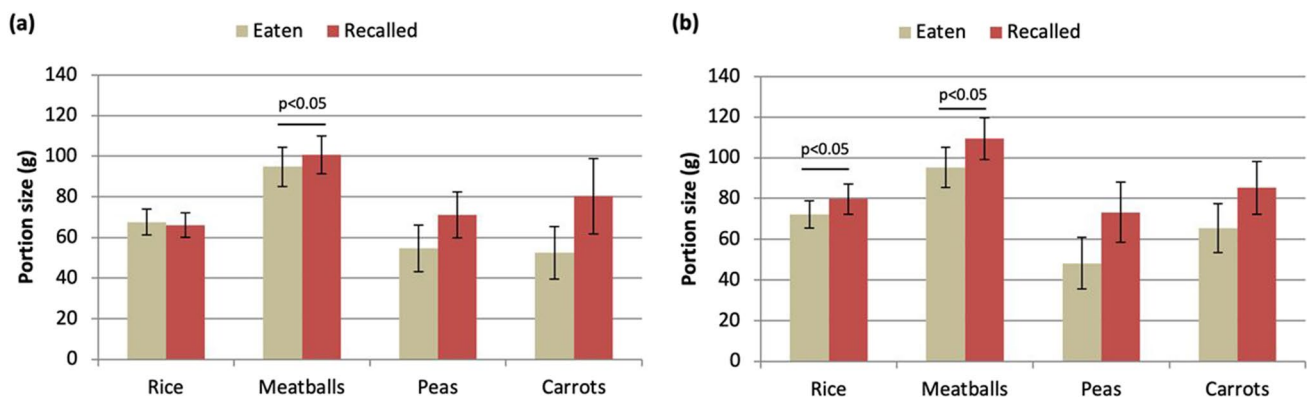 (a)
Eaten Recalled
Portion size (g)
140
120
100
80
60
40
20
0
p<0.05
Rice Meatballs Peas Carrots
(b)
Eaten Recalled
Portion size (g)
140
120
100
80
60
40
20
0
p<0.05
p<0.05
Rice Meatballs Peas Carrots